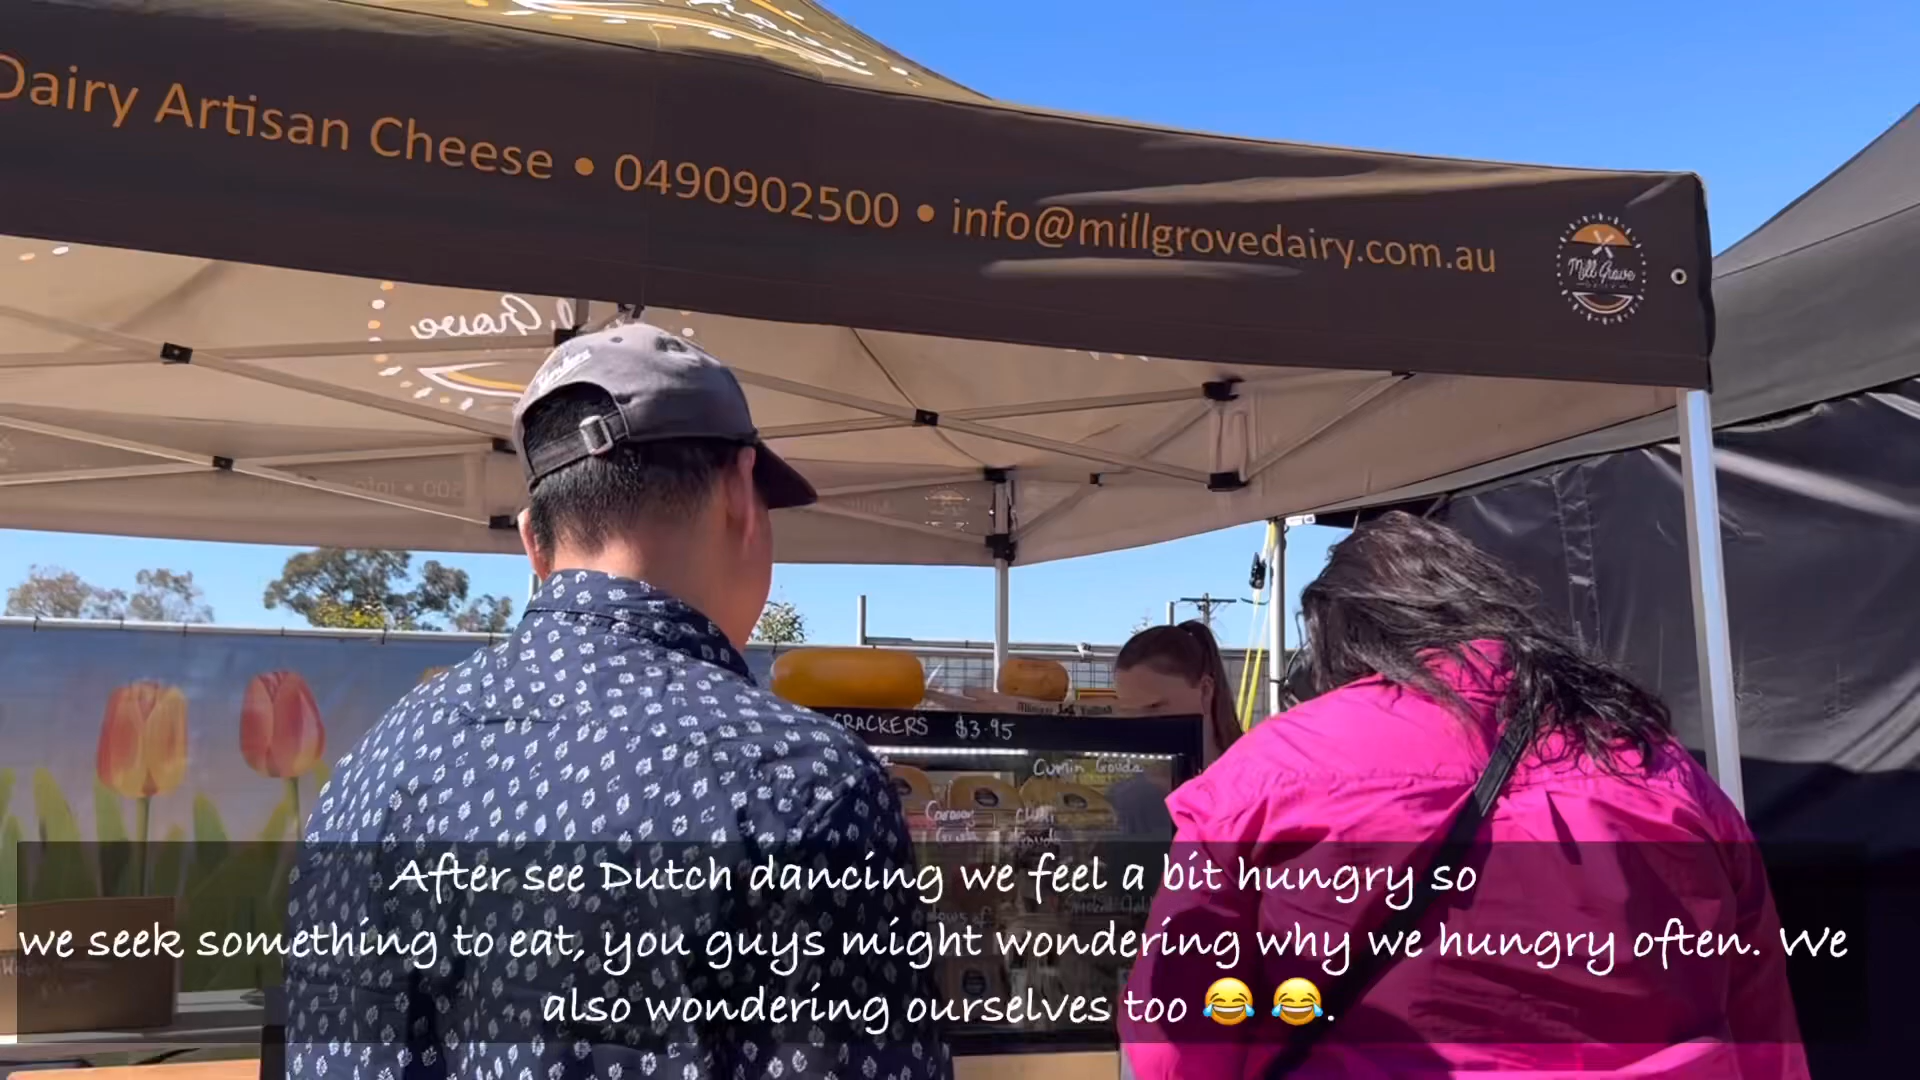 Dairy Artisan Cheese • 0490902500 • info@millgrovedairy.com.au
Mill Grove
CRACKERS $3.95
Cumin Gouda
After see Dutch dancing we feel a bit hungry so
we seek something to eat, you guys might wondering why we hungry often. We
also wondering ourselves too 😂 😂.